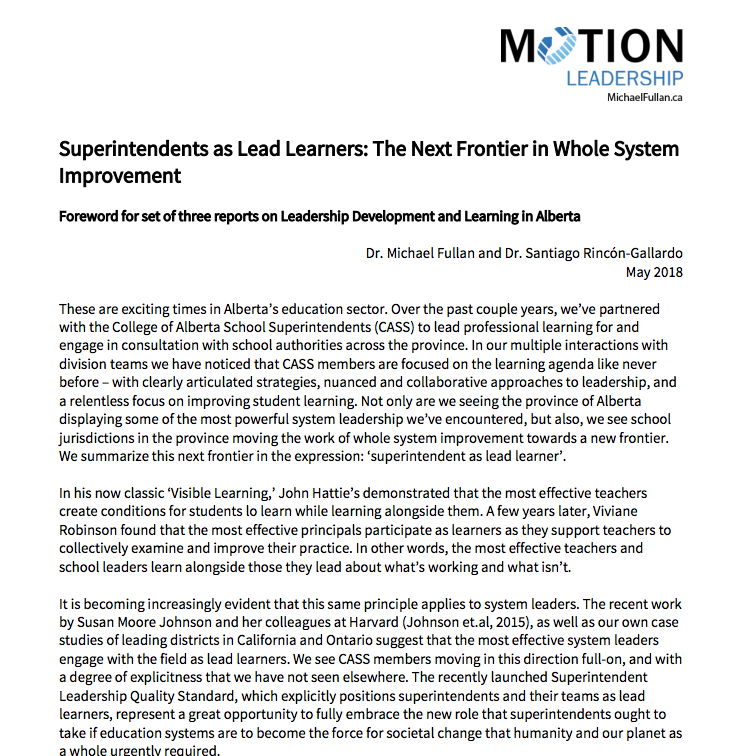 MOTION
LEADERSHIP
MichaelFullan.ca
Superintendents as Lead Learners: The Next Frontier in Whole System
Improvement
Foreword for set of three reports on Leadership Development and Learning in Alberta
Dr. Michael Fullan and Dr. Santiago Rincón-Gallardo
May 2018
These are exciting times in Alberta’s education sector. Over the past couple years, we’ve partnered
with the College of Alberta School Superintendents (CASS) to lead professional learning for and
engage in consultation with school authorities across the province. In our multiple interactions with
division teams we have noticed that CASS members are focused on the learning agenda like never
before – with clearly articulated strategies, nuanced and collaborative approaches to leadership, and
a relentless focus on improving student learning. Not only are we seeing the province of Alberta
displaying some of the most powerful system leadership we’ve encountered, but also, we see school
jurisdictions in the province moving the work of whole system improvement towards a new frontier.
We summarize this next frontier in the expression: ‘superintendent as lead learner’.
In his now classic ‘Visible Learning,’ John Hattie’s demonstrated that the most effective teachers
create conditions for students lo learn while learning alongside them. A few years later, Viviane
Robinson found that the most effective principals participate as learners as they support teachers to
collectively examine and improve their practice. In other words, the most effective teachers and
school leaders learn alongside those they lead about what’s working and what isn’t.
It is becoming increasingly evident that this same principle applies to system leaders. The recent work
by Susan Moore Johnson and her colleagues at Harvard (Johnson et.al, 2015), as well as our own case
studies of leading districts in California and Ontario suggest that the most effective system leaders
engage with the field as lead learners. We see CASS members moving in this direction full-on, and with
a degree of explicitness that we have not seen elsewhere. The recently launched Superintendent
Leadership Quality Standard, which explicitly positions superintendents and their teams as lead
learners, represent a great opportunity to fully embrace the new role that superintendents ought to
take if education systems are to become the force for societal change that humanity and our planet as
a whole urgently required.